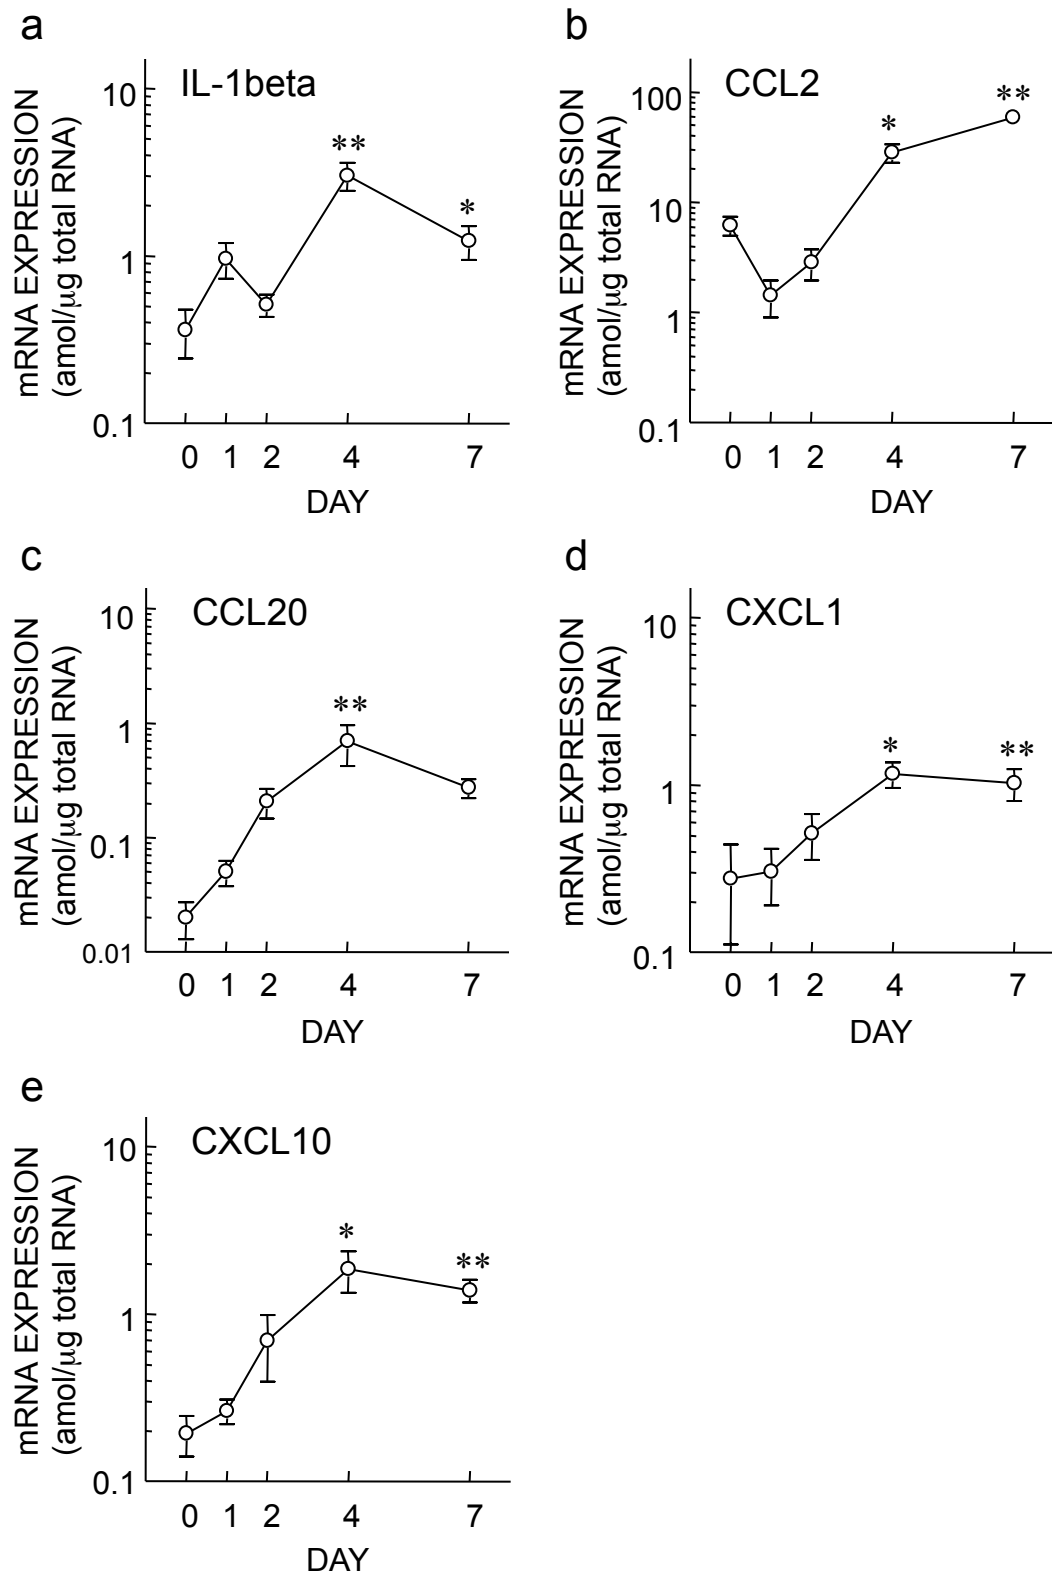 a
IL-1beta
mRNA EXPRESSION
(amol/μg total RNA)
10
1
0.1
**
*
0 1 2 4 7
DAY
b
CCL2
mRNA EXPRESSION
(amol/μg total RNA)
100
10
1
0.1
*
**
0 1 2 4 7
DAY
c
CCL20
mRNA EXPRESSION
(amol/μg total RNA)
10
1
0.1
0.01
**
0 1 2 4 7
DAY
d
CXCL1
mRNA EXPRESSION
(amol/μg total RNA)
10
1
0.1
*
**
0 1 2 4 7
DAY
e
CXCL10
mRNA EXPRESSION
(amol/μg total RNA)
10
1
0.1
*
**
0 1 2 4 7
DAY